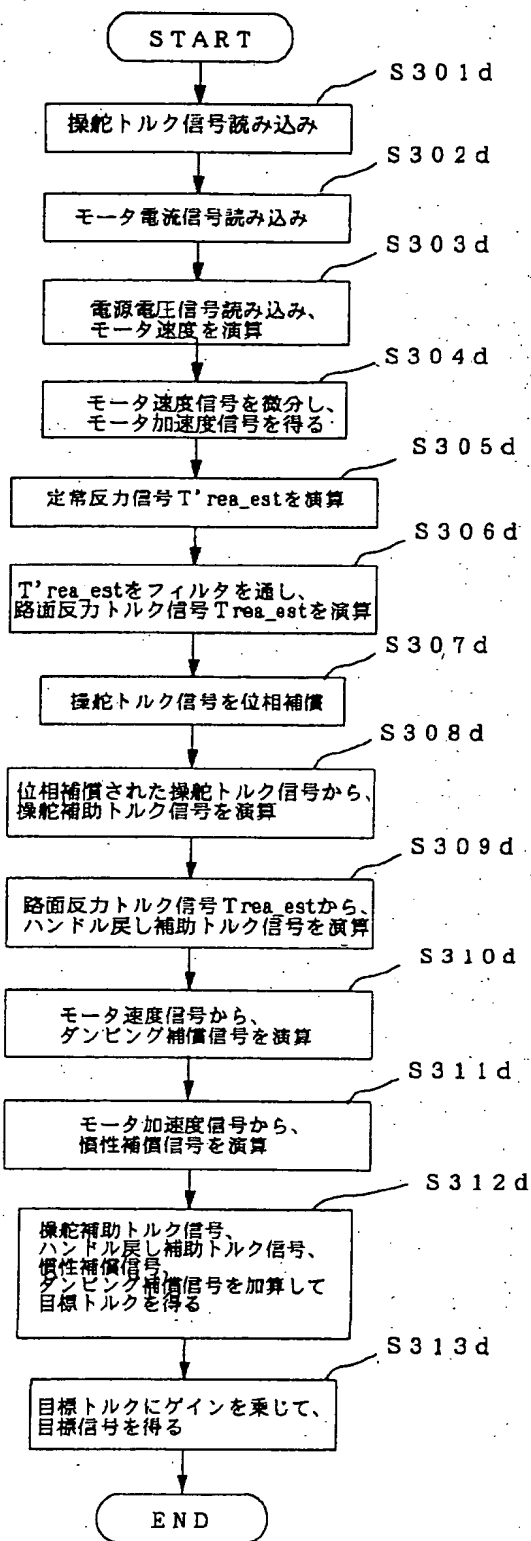 START
S301d
操舵トルク信号読み込み
S302d
モータ電流信号読み込み
S303d
電源電圧信号読み込み、
モータ速度を演算
S304d
モータ速度信号を微分し、
モータ加速度信号を得る
S305d
定常反力信号T'rea_estを演算
S306d
T'rea_estをフィルタを通し、
路面反力トルク信号Trea_estを演算
S307d
操舵トルク信号を位相補償
S308d
位相補償された操舵トルク信号から、
操舵補助トルク信号を演算
S309d
路面反力トルク信号Trea_estから、
ハンドル戻し補助トルク信号を演算
S310d
モータ速度信号から、
ダンピング補償信号を演算
S311d
モータ加速度信号から、
慣性補償信号を演算
S312d
操舵補助トルク信号、
ハンドル戻し補助トルク信号、
慣性補償信号、
ダンピング補償信号を加算して
目標トルクを得る
S313d
目標トルクにゲインを乗じて、
目標信号を得る
END